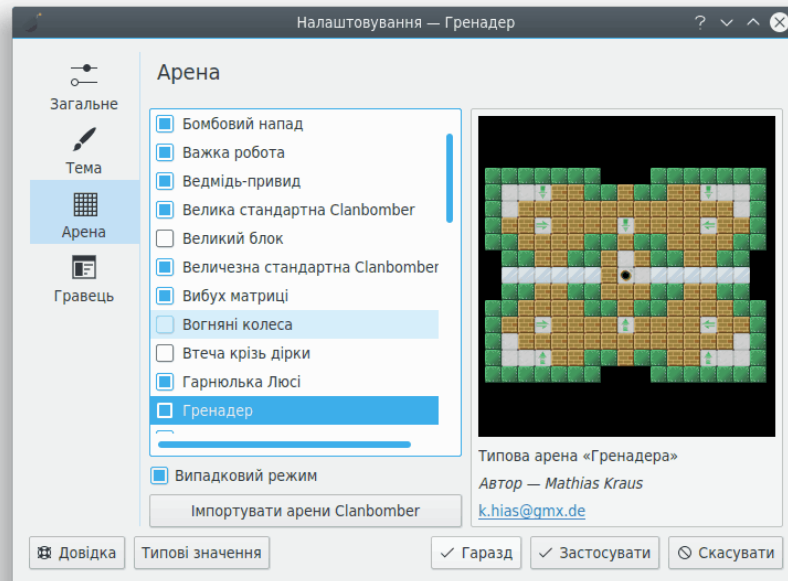 Налаштовування — Гренадер
Загальне
Тема
Арена
Гравець
Арена
Бомбовий напад
Важка робота
Ведмідь-привид
Велика стандартна Clanbomber
Великий блок
Величезна стандартна Clanbomber
Вибух матриці
Вогняні колеса
Втеча крізь дірки
Гарнюлька Люсі
Гренадер
Випадковий режим
Імпортувати арени Clanbomber
Типова арена «Гренадера»
Автор — Mathias Kraus
k.hias@gmx.de
Довідка
Типові значення
Гаразд
Застосувати
Скасувати